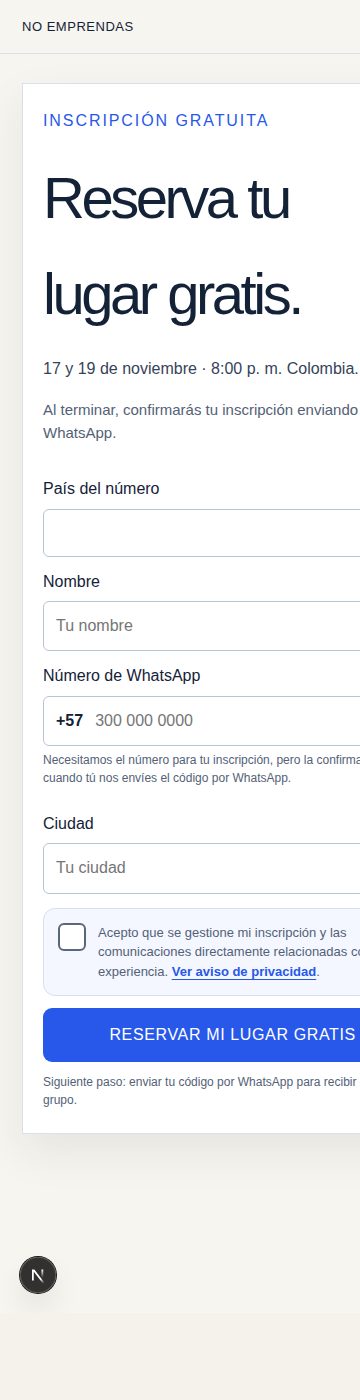 NO EMPRENDAS
INSCRIPCIÓN GRATUITA
Reserva tu
lugar gratis.
17 y 19 de noviembre · 8:00 p. m. Colombia.
Al terminar, confirmarás tu inscripción enviando
WhatsApp.
País del número
Nombre
Tu nombre
Número de WhatsApp
+57 300 000 0000
Necesitamos el número para tu inscripción, pero la confirma
cuando tú nos envíes el código por WhatsApp.
Ciudad
Tu ciudad
Acepto que se gestione mi inscripción y las
comunicaciones directamente relacionadas co
experiencia. Ver aviso de privacidad.
RESERVAR MI LUGAR GRATIS
Siguiente paso: enviar tu código por WhatsApp para recibir
grupo.
N